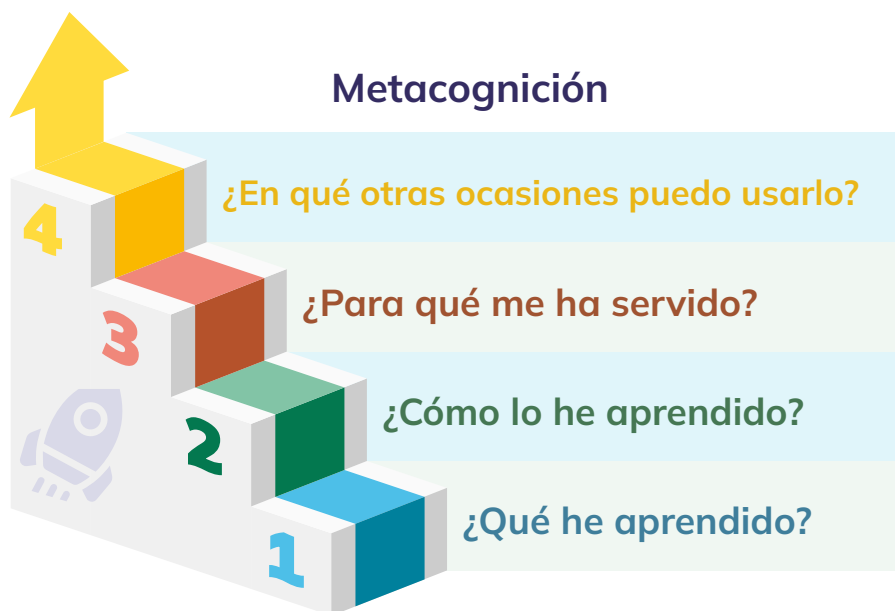 Metacognición
4
¿En qué otras ocasiones puedo usarlo?
3
¿Para qué me ha servido?
2
¿Cómo lo he aprendido?
1
¿Qué he aprendido?